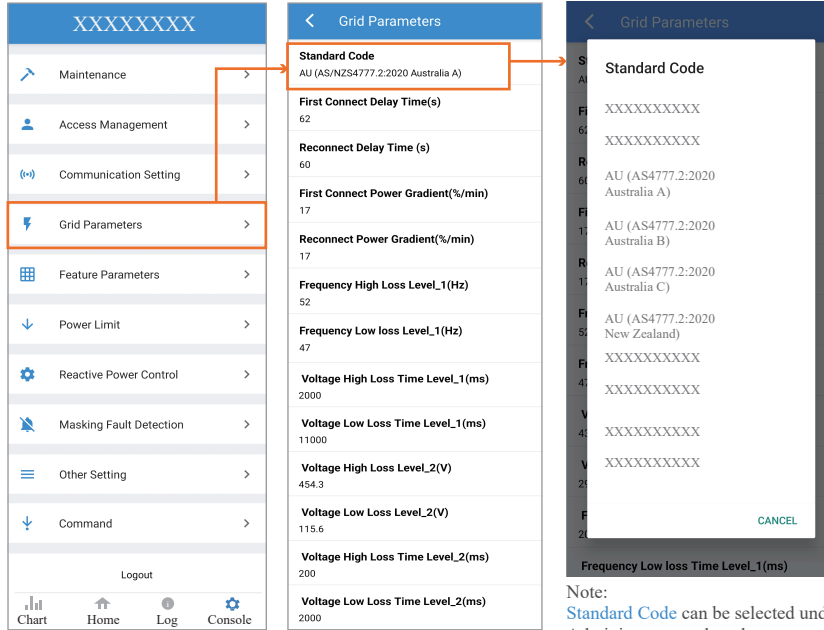 XXXXXXXX
Maintenance
Access Management
Communication Setting
Grid Parameters
Feature Parameters
Power Limit
Reactive Power Control
Masking Fault Detection
Other Setting
Command
Logout
Chart Home Log Console
Grid Parameters
Standard Code
AU (AS/NZS4777.2:2020 Australia A)
First Connect Delay Time(s)
62
Reconnect Delay Time (s)
60
First Connect Power Gradient(%/min)
17
Reconnect Power Gradient(%/min)
17
Frequency High Loss Level_1(Hz)
52
Frequency Low loss Level_1(Hz)
47
Voltage High Loss Time Level_1(ms)
2000
Voltage Low Loss Time Level_1(ms)
11000
Voltage High Loss Level_2(V)
454.3
Voltage Low Loss Level_2(V)
115.6
Voltage High Loss Time Level_2(ms)
200
Voltage Low Loss Time Level_2(ms)
2000
Grid Parameters
Standard Code
XXXXXXXXXX
XXXXXXXXXX
AU (AS4777.2:2020
Australia A)
AU (AS4777.2:2020
Australia B)
AU (AS4777.2:2020
Australia C)
AU (AS4777.2:2020
New Zealand)
XXXXXXXXXX
XXXXXXXXXX
XXXXXXXXXX
XXXXXXXXXX
CANCEL
Frequency Low loss Time Level_1(ms)
Note:
Standard Code can be selected